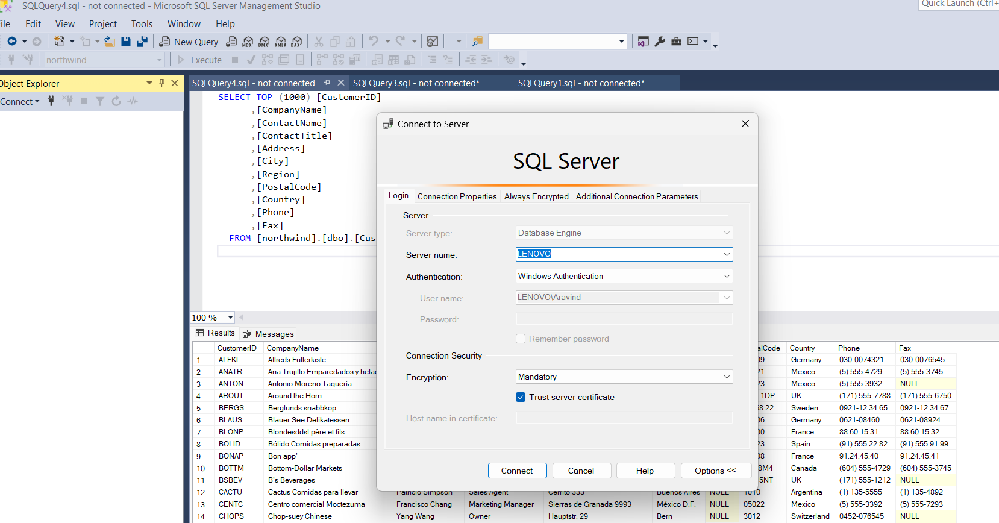 SQLQuery4.sql - not connected - Microsoft SQL Server Management Studio
Quick Launch (Ctrl+
ile Edit View Project Tools Window Help
New Query MDX DMX XMLA DAX
northwind Execute
Object Explorer
SQLQuery4.sql - not connected SQLQuery3.sql - not connected* SQLQuery1.sql - not connected*
Connect
SELECT TOP (1000) [CustomerID]
,[CompanyName]
,[ContactName]
,[ContactTitle]
,[Address]
,[City]
,[Region]
,[PostalCode]
,[Country]
,[Phone]
,[Fax]
FROM [northwind].[dbo].[Cus
Connect to Server
SQL Server
Login Connection Properties Always Encrypted Additional Connection Parameters
Server
Server type: Database Engine
Server name: LENOVO
Authentication: Windows Authentication
User name: LENOVO\Aravind
Password:
Remember password
Connection Security
Encryption: Mandatory
Trust server certificate
Host name in certificate:
Connect Cancel Help Options <<
100 %
Results Messages
CustomerID CompanyName alCode Country Phone Fax
1 ALFKI Alfreds Futterkiste 09 Germany 030-0074321 030-0076545
2 ANATR Ana Trujillo Emparedados y helad 21 Mexico (5) 555-4729 (5) 555-3745
3 ANTON Antonio Moreno Taquería 23 Mexico (5) 555-3932 NULL
4 AROUT Around the Horn 1DP UK (171) 555-7788 (171) 555-6750
5 BERGS Berglunds snabbköp 8 22 Sweden 0921-12 34 65 0921-12 34 67
6 BLAUS Blauer See Delikatessen 06 Germany 0621-08460 0621-08924
7 BLONP Blondesddsl père et fils 00 France 88.60.15.31 88.60.15.32
8 BOLID Bólido Comidas preparadas 23 Spain (91) 555 22 82 (91) 555 91 99
9 BONAP Bon app' 08 France 91.24.45.40 91.24.45.41
10 BOTTM Bottom-Dollar Markets 8M4 Canada (604) 555-4729 (604) 555-3745
11 BSBEV B's Beverages 5NT UK (171) 555-1212 NULL
12 CACTU Cactus Comidas para llevar Patricio Simpson Sales Agent Cerrito 333 Buenos Aires NULL 1010 Argentina (1) 135-5555 (1) 135-4892
13 CENTC Centro comercial Moctezuma Francisco Chang Marketing Manager Sierras de Granada 9993 México D.F. NULL 05022 Mexico (5) 555-3392 (5) 555-7293
14 CHOPS Chop-suey Chinese Yang Wang Owner Hauptstr. 29 Bern NULL 3012 Switzerland 0452-076545 NULL